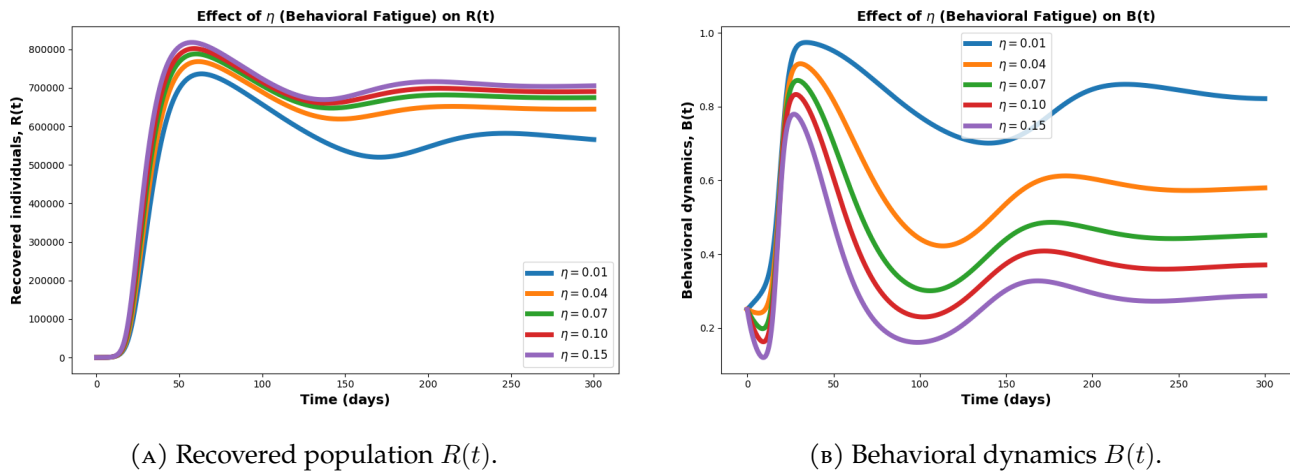 Effect of η (Behavioral Fatigue) on R(t)
Recovered individuals, R(t)
800000
700000
600000
500000
400000
300000
200000
100000
0
η = 0.01
η = 0.04
η = 0.07
η = 0.10
η = 0.15
0 50 100 150 200 250 300
Time (days)
(A) Recovered population R(t).
Effect of η (Behavioral Fatigue) on B(t)
Behavioral dynamics, B(t)
1.0
0.8
0.6
0.4
0.2
η = 0.01
η = 0.04
η = 0.07
η = 0.10
η = 0.15
0 50 100 150 200 250 300
Time (days)
(B) Behavioral dynamics B(t).